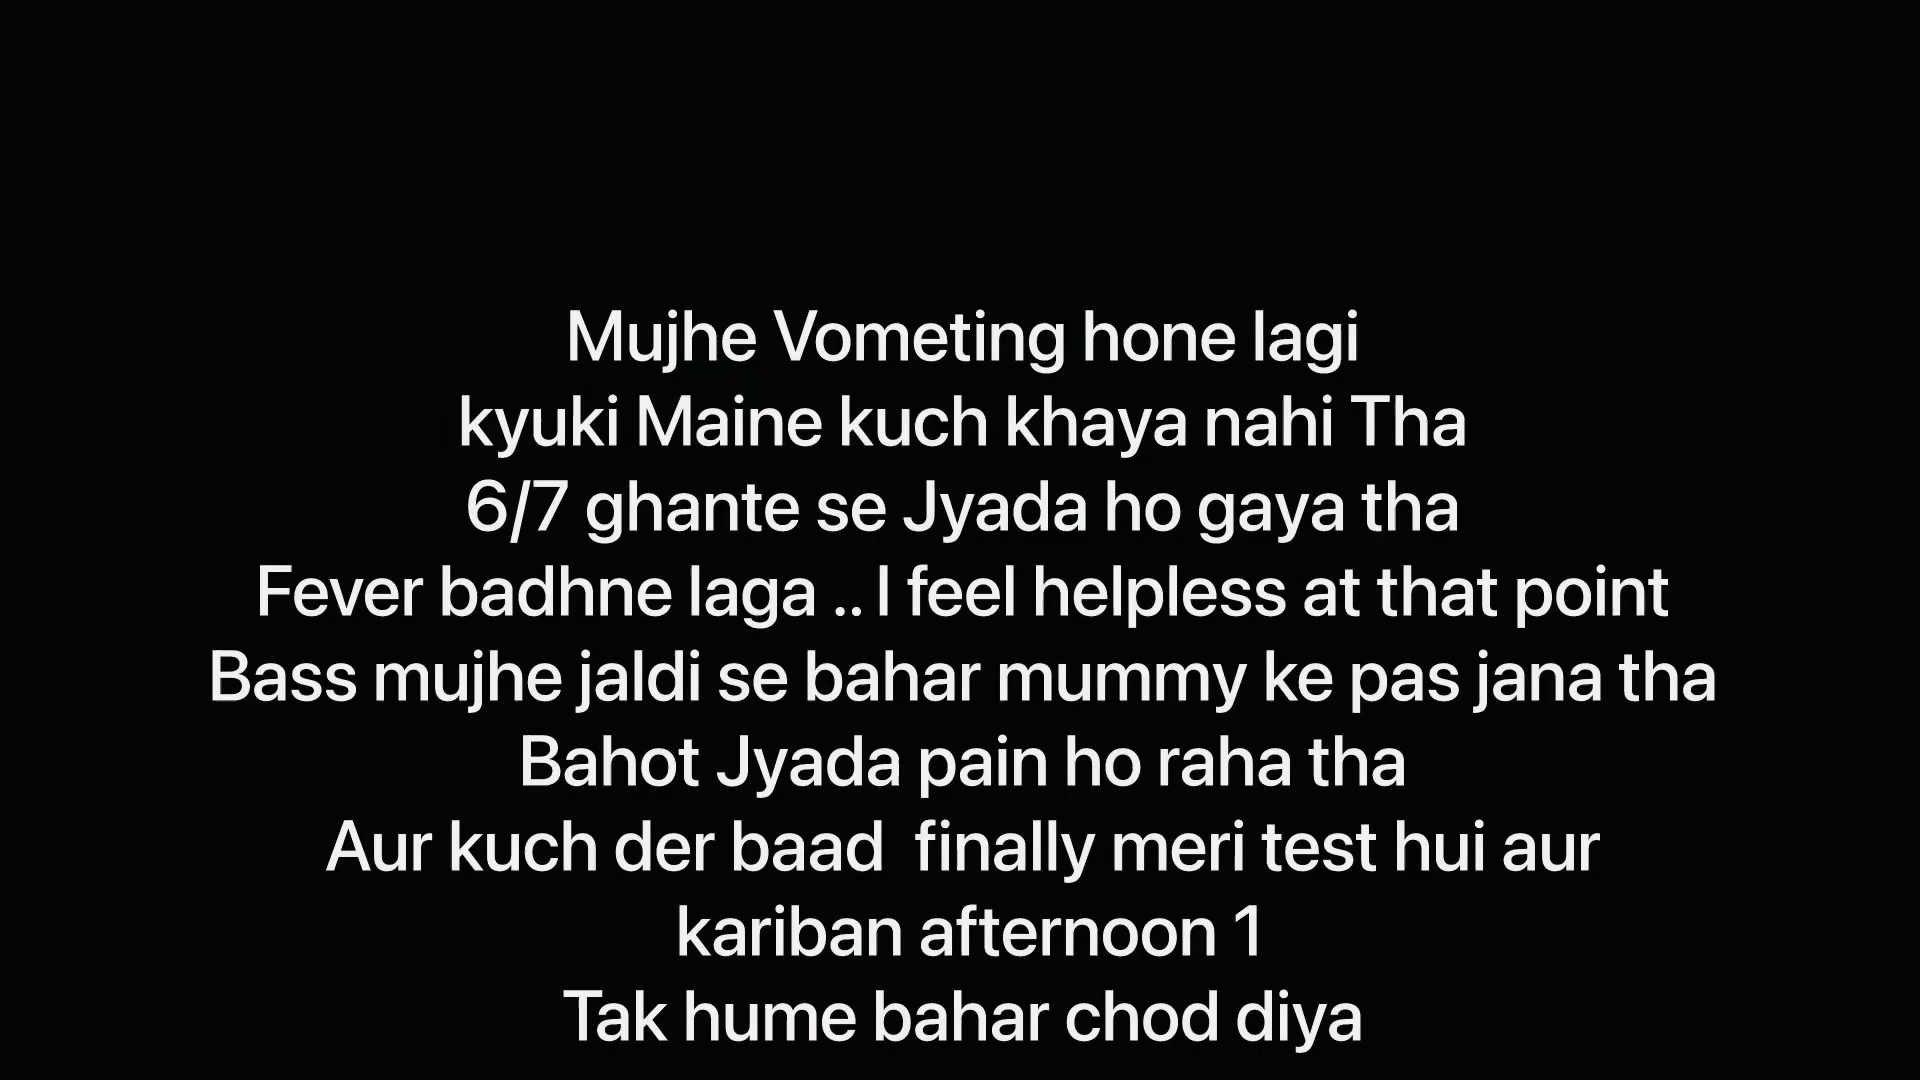 Mujhe Vometing hone lagi
kyuki Maine kuch khaya nahi Tha
6/7 ghante se Jyada ho gaya tha
Fever badhne laga .. I feel helpless at that point
Bass mujhe jaldi se bahar mummy ke pas jana tha
Bahot Jyada pain ho raha tha
Aur kuch der baad  finally meri test hui aur
kariban afternoon 1
Tak hume bahar chod diya